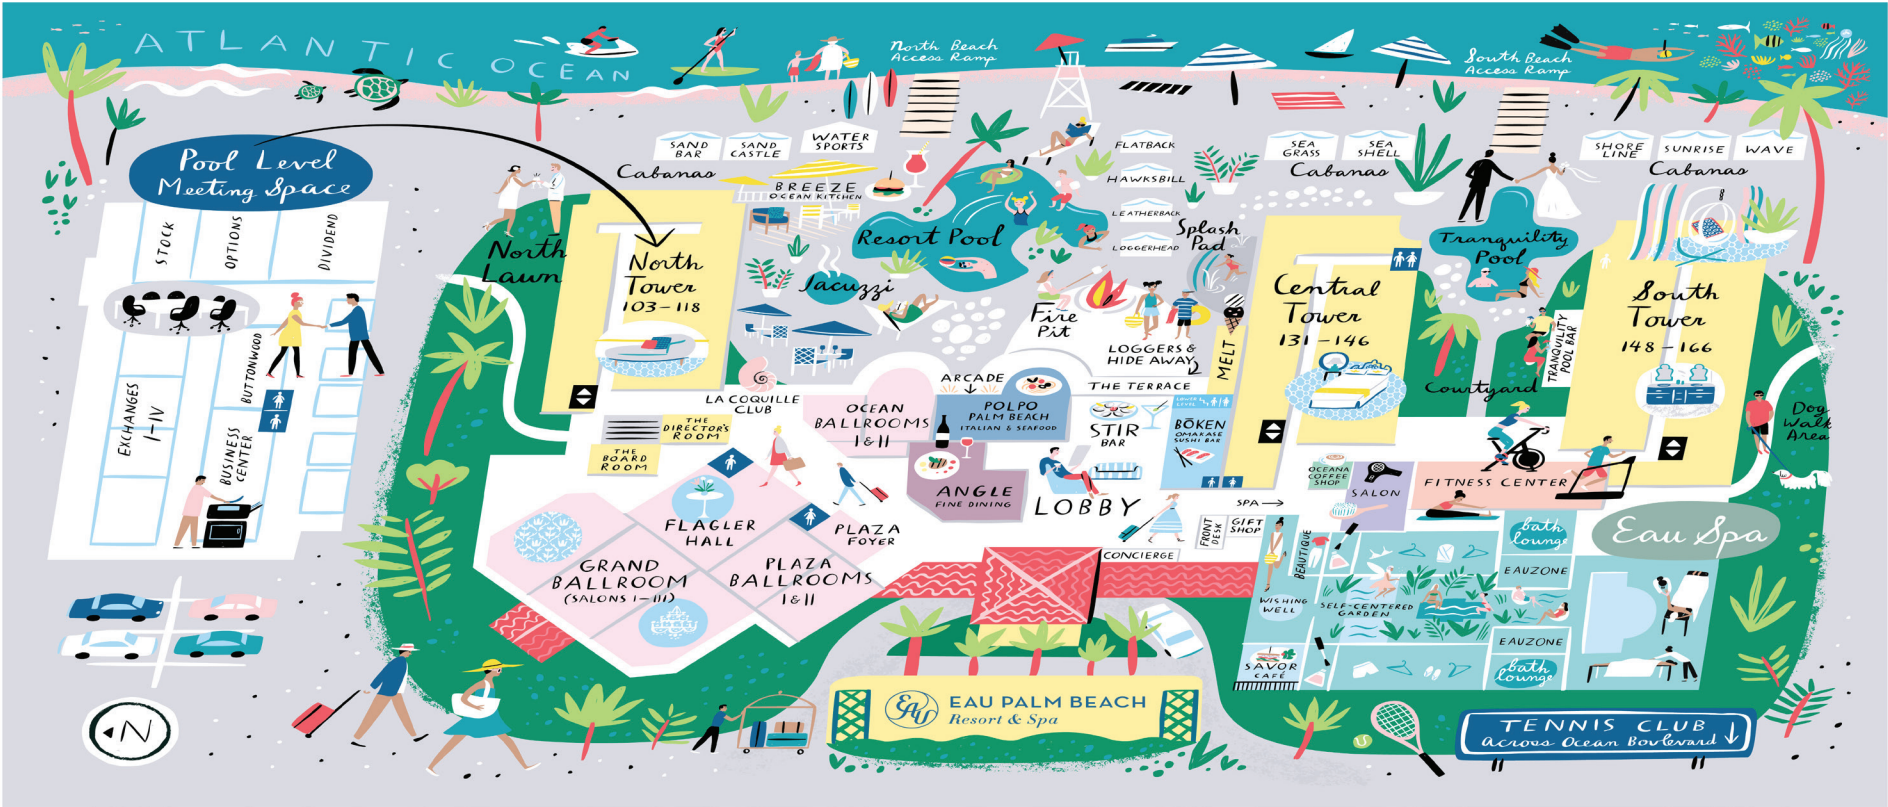 ATLANTIC OCEAN
North Beach
Access Ramp
South Beach
Access Ramp
Pool Level
Meeting Space
STOCK
OPTIONS
DIVIDEND
BUTTONWOOD
EXCHANGES
I-IV
BUSINESS
CENTER
N
SAND
BAR
SAND
CASTLE
WATER
SPORTS
Cabanas
BREEZE
OCEAN KITCHEN
FLATBACK
HAWKSBILL
LEATHERBACK
LOGGERHEAD
SEA
GRASS
SEA
SHELL
Cabanas
SHORE
LINE
SUNRISE
WAVE
Cabanas
North
Lawn
North
Tower
103-118
Resort Pool
Jacuzzi
Splash
Pad
Fire
Pit
LOGGERS &
HIDE AWAY
MELT
Central
Tower
131-146
Tranquility
Pool
TRANQUILITY
POOL BAR
Courtyard
South
Tower
148-166
Dog
Walk
Area
LA COQUILLE
CLUB
THE
DIRECTOR'S
ROOM
THE
BOARD
ROOM
OCEAN
BALLROOMS
I & II
ARCADE
POLPO
PALM BEACH
ITALIAN & SEAFOOD
THE TERRACE
STIR
BAR
LOWER
LEVEL
BŌKEN
OMAKASE
SUSHI BAR
ANGLE
FINE DINING
LOBBY
FLAGLER
HALL
PLAZA
FOYER
GRAND
BALLROOM
(SALONS I-III)
PLAZA
BALLROOMS
I & II
CONCIERGE
FRONT
DESK
GIFT
SHOP
SPA →
OCEANA
COFFEE
SHOP
SALON
FITNESS CENTER
Eau Spa
BEAUTIQUE
WISHING
WELL
SELF-CENTERED
GARDEN
bath
lounge
EAUZONE
EAUZONE
bath
lounge
SAVOR
CAFÉ
EAU
EAU PALM BEACH
Resort & Spa
TENNIS CLUB
Across Ocean Boulevard ↓